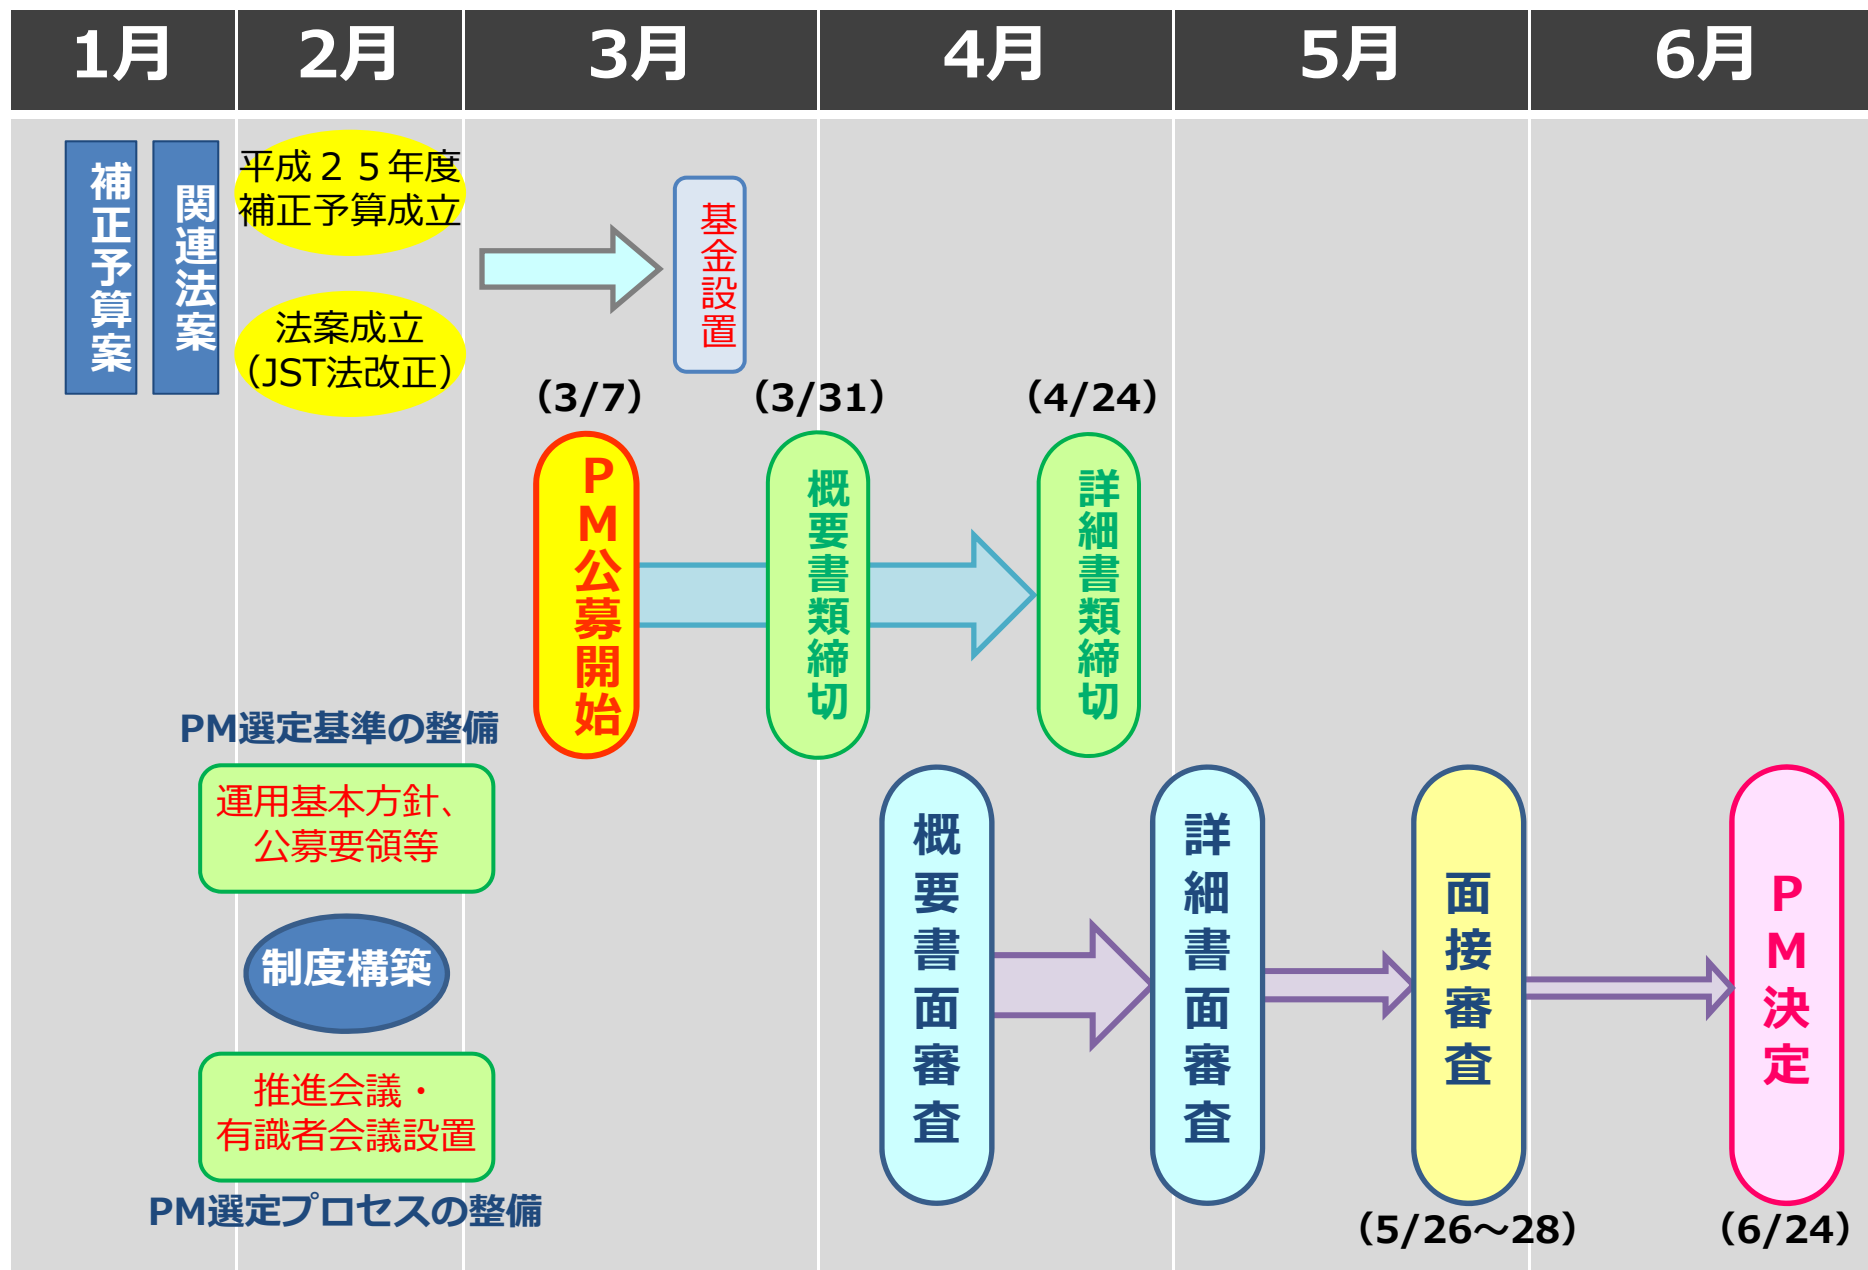 1月
2月
3月
4月
5月
6月
補正予算案
関連法案
平成２５年度
補正予算成立
法案成立
（JST法改正）
基金設置
（3/7）
（3/31）
（4/24）
ＰＭ公募開始
概要書類締切
詳細書類締切
PM選定基準の整備
運用基本方針、
公募要領等
制度構築
推進会議・
有識者会議設置
PM選定プロセスの整備
概要書面審査
詳細書面審査
面接審査
ＰＭ決定
（5/26～28）
（6/24）